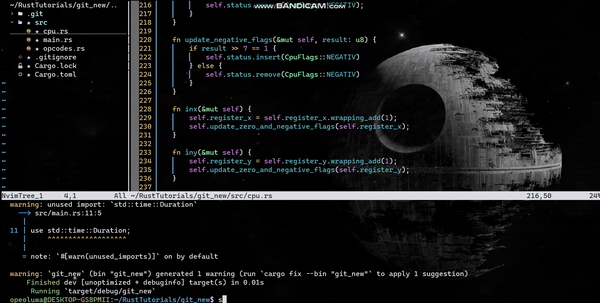 ~/RustTutorials/git_new/..
.git
src
cpu.rs
main.rs
opcodes.rs
.gitignore
Cargo.lock
Cargo.toml
www.BANDICAM.com
216 self.status.insert(CpuFlags::NEGATIV)
217 }
218 }
219
220 fn update_negative_flags(&mut self, result: u8) {
221 if result >> 7 == 1 {
222 self.status.insert(CpuFlags::NEGATIV)
223 } else {
224 self.status.remove(CpuFlags::NEGATIV)
225 }
226 }
227
228 fn inx(&mut self) {
229 self.register_x = self.register_x.wrapping_add(1);
230 self.update_zero_and_negative_flags(self.register_x);
231 }
232
233 fn iny(&mut self) {
234 self.register_y = self.register_y.wrapping_add(1);
235 self.update_zero_and_negative_flags(self.register_y);
236 }
NvimTree_1 4,1 All ~/RustTutorials/git_new/src/cpu.rs 216,50 24%
warning: unused import: `std::time::Duration`
--> src/main.rs:11:5
|
11 | use std::time::Duration;
| ^^^^^^^^^^^^^^^^^^^
|
= note: `#[warn(unused_imports)]` on by default
warning: `git_new` (bin "git_new") generated 1 warning (run `cargo fix --bin "git_new"` to apply 1 suggestion)
Finished dev [unoptimized + debuginfo] target(s) in 0.01s
Running `target/debug/git_new`
opeoluwa@DESKTOP-GS8PMII:~/RustTutorials/git_new$ s